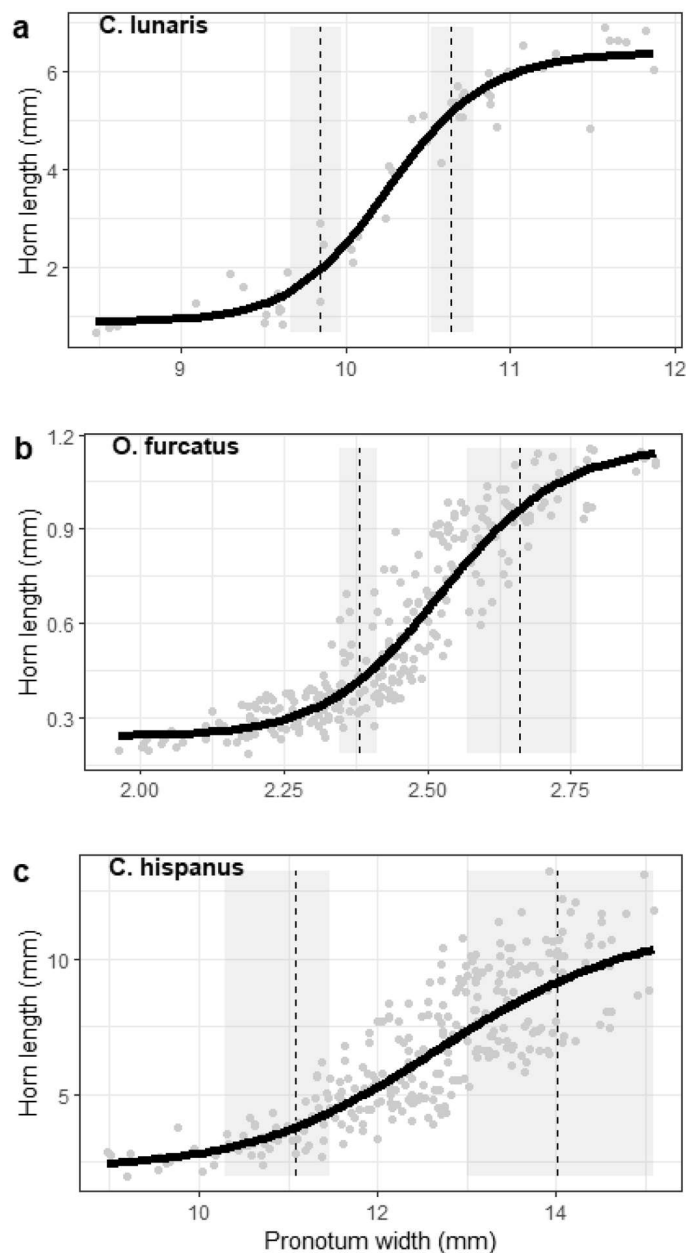 a
C. lunaris
Horn length (mm)
6
4
2
9 10 11 12
b
O. furcatus
Horn length (mm)
1.2
0.9
0.6
0.3
2.00 2.25 2.50 2.75
c
C. hispanus
Horn length (mm)
10
5
10 12 14
Pronotum width (mm)